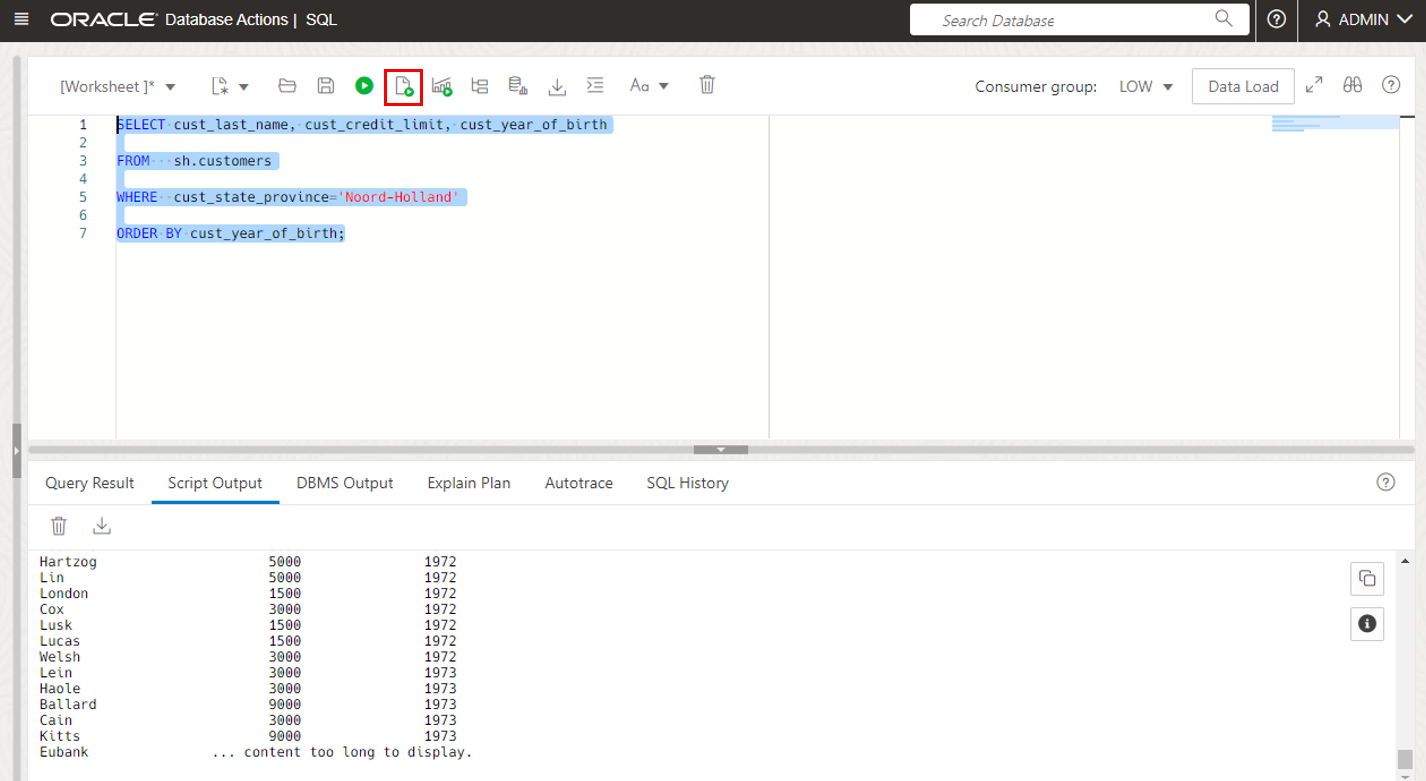 ORACLE Database Actions | SQL
Search Database
ADMIN
[Worksheet ]*
Aa
Consumer group: LOW
Data Load
1 SELECT cust_last_name, cust_credit_limit, cust_year_of_birth
2
3 FROM   sh.customers
4
5 WHERE  cust_state_province='Noord-Holland'
6
7 ORDER BY cust_year_of_birth;
Query Result Script Output DBMS Output Explain Plan Autotrace SQL History
Hartzog 5000 1972
Lin 5000 1972
London 1500 1972
Cox 3000 1972
Lusk 1500 1972
Lucas 1500 1972
Welsh 3000 1972
Lein 3000 1973
Haole 3000 1973
Ballard 9000 1973
Cain 3000 1973
Kitts 9000 1973
Eubank ... content too long to display.